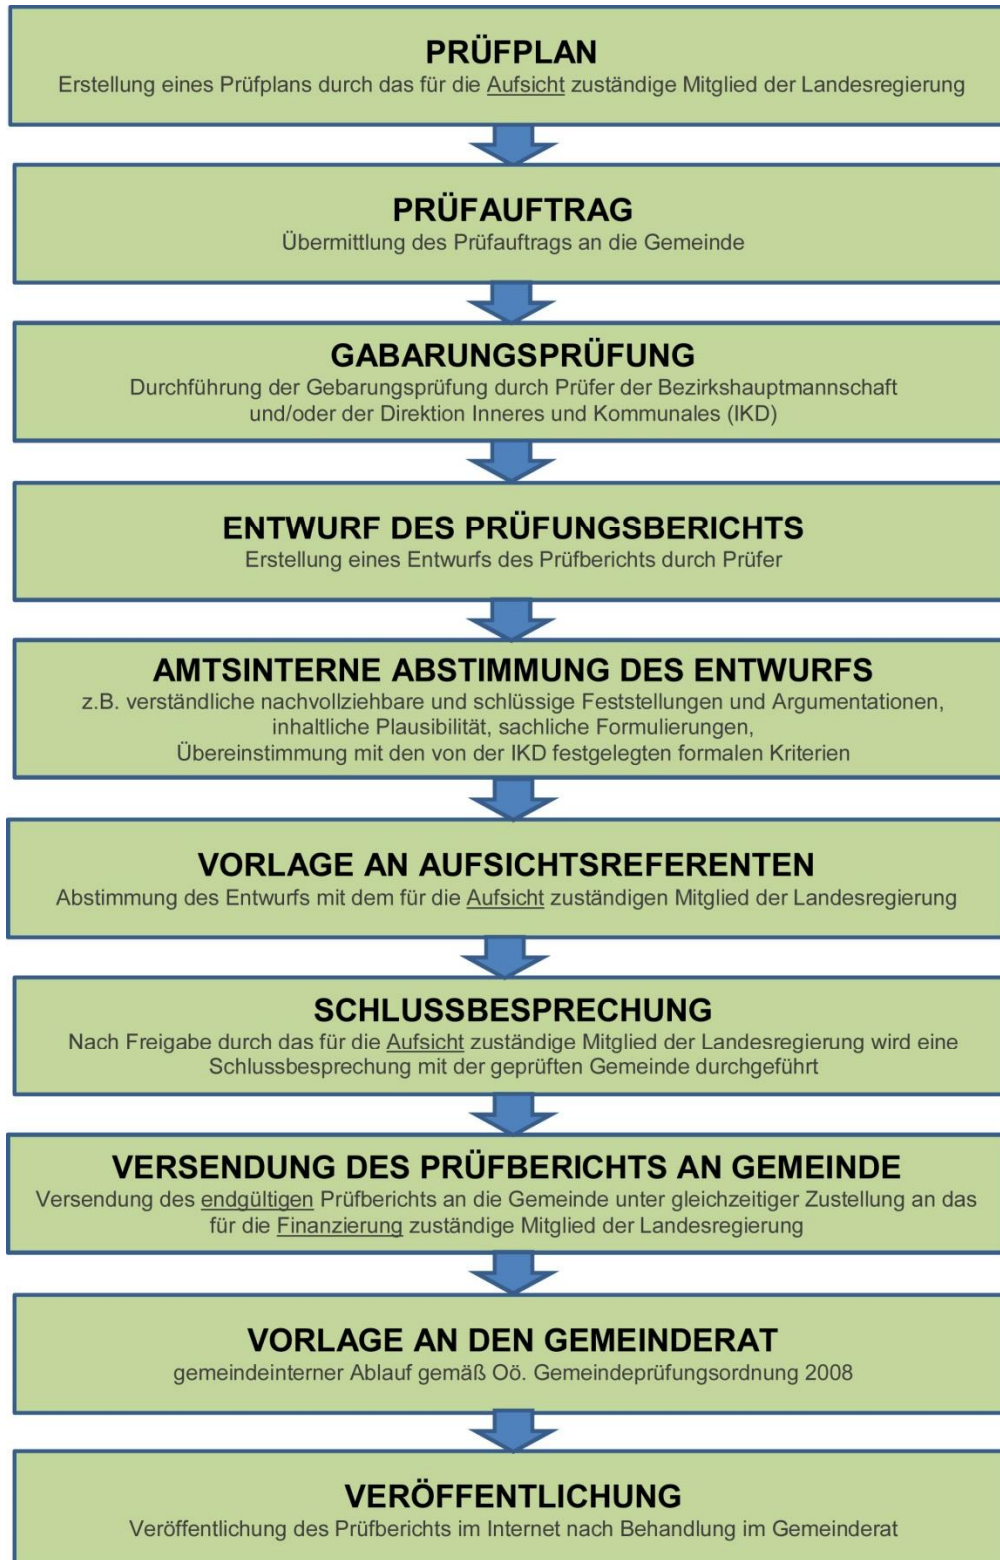 PRÜFPLAN
Erstellung eines Prüfplans durch das für die Aufsicht zuständige Mitglied der Landesregierung
PRÜFAUFTRAG
Übermittlung des Prüfauftrags an die Gemeinde
GABARUNGSPRÜFUNG
Durchführung der Gebarungsprüfung durch Prüfer der Bezirkshauptmannschaft
und/oder der Direktion Inneres und Kommunales (IKD)
ENTWURF DES PRÜFUNGSBERICHTS
Erstellung eines Entwurfs des Prüfberichts durch Prüfer
AMTSINTERNE ABSTIMMUNG DES ENTWURFS
z.B. verständliche nachvollziehbare und schlüssige Feststellungen und Argumentationen,
inhaltliche Plausibilität, sachliche Formulierungen,
Übereinstimmung mit den von der IKD festgelegten formalen Kriterien
VORLAGE AN AUFSICHTSREFERENTEN
Abstimmung des Entwurfs mit dem für die Aufsicht zuständigen Mitglied der Landesregierung
SCHLUSSBESPRECHUNG
Nach Freigabe durch das für die Aufsicht zuständige Mitglied der Landesregierung wird eine
Schlussbesprechung mit der geprüften Gemeinde durchgeführt
VERSENDUNG DES PRÜFBERICHTS AN GEMEINDE
Versendung des endgültigen Prüfberichts an die Gemeinde unter gleichzeitiger Zustellung an das
für die Finanzierung zuständige Mitglied der Landesregierung
VORLAGE AN DEN GEMEINDERAT
gemeindeinterner Ablauf gemäß Oö. Gemeindeprüfungsordnung 2008
VERÖFFENTLICHUNG
Veröffentlichung des Prüfberichts im Internet nach Behandlung im Gemeinderat